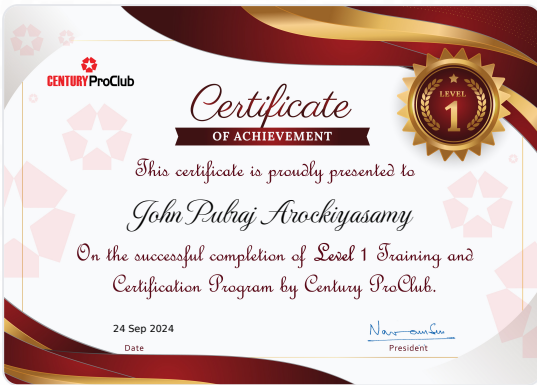 CENTURY ProClub
LEVEL
1
Certificate
OF ACHIEVEMENT
This certificate is proudly presented to
John Pulraj Arockiyasamy
On the successful completion of Level 1 Training and
Certification Program by Century ProClub.
24 Sep 2024
Date
President